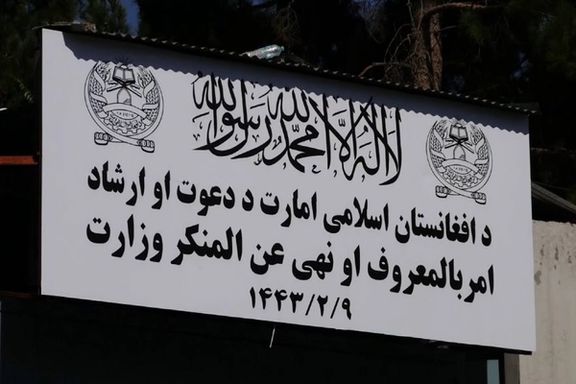 لا اله الا الله محمد رسول الله
د افغانستان اسلامی امارت د دعوت او ارشاد
امربالمعروف او نهی عن المنکر وزارت
۱۴۴۳/۲/۹